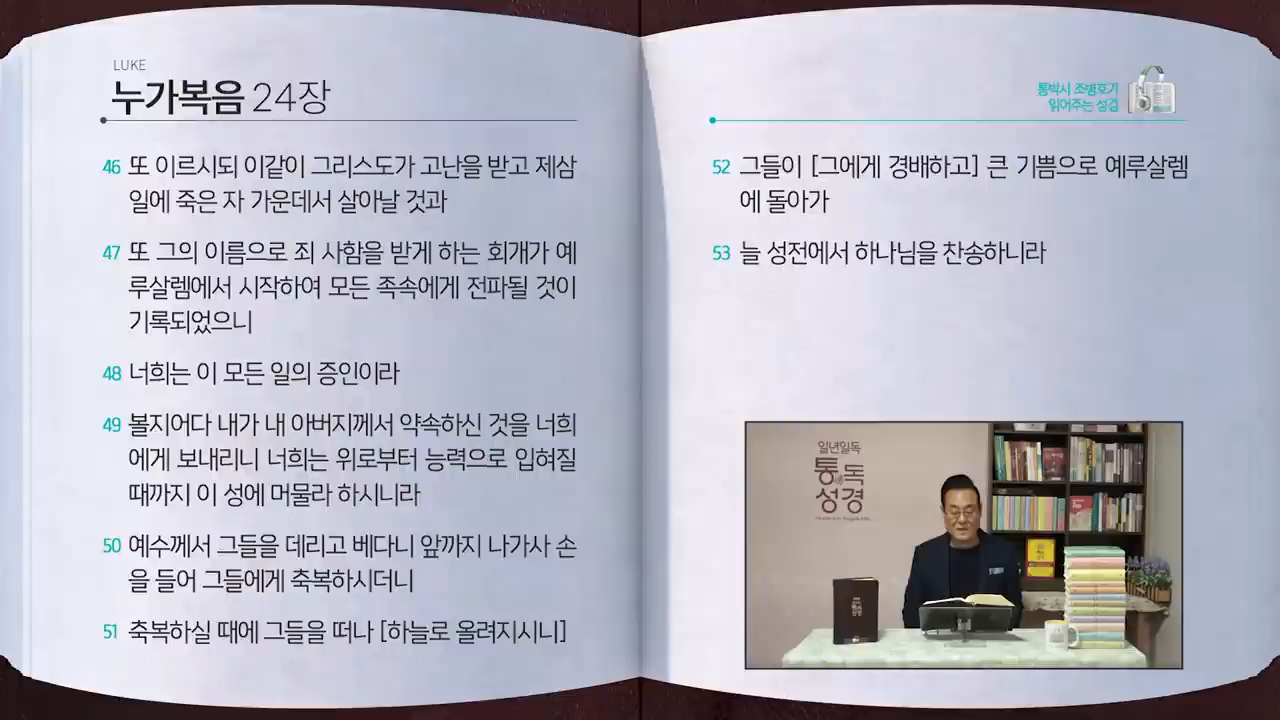 LUKE
누가복음 24장
46 또 이르시되 이같이 그리스도가 고난을 받고 제삼
일에 죽은 자 가운데서 살아날 것과
47 또 그의 이름으로 죄 사함을 받게 하는 회개가 예
루살렘에서 시작하여 모든 족속에게 전파될 것이
기록되었으니
48 너희는 이 모든 일의 증인이라
49 볼지어다 내가 내 아버지께서 약속하신 것을 너희
에게 보내리니 너희는 위로부터 능력으로 입혀질
때까지 이 성에 머물라 하시니라
50 예수께서 그들을 데리고 베다니 앞까지 나가사 손
을 들어 그들에게 축복하시더니
51 축복하실 때에 그들을 떠나 [하늘로 올려지시니]
통박사 조병호가
읽어주는 성경
52 그들이 [그에게 경배하고] 큰 기쁨으로 예루살렘
에 돌아가
53 늘 성전에서 하나님을 찬송하니라
일년일독
통독
성경